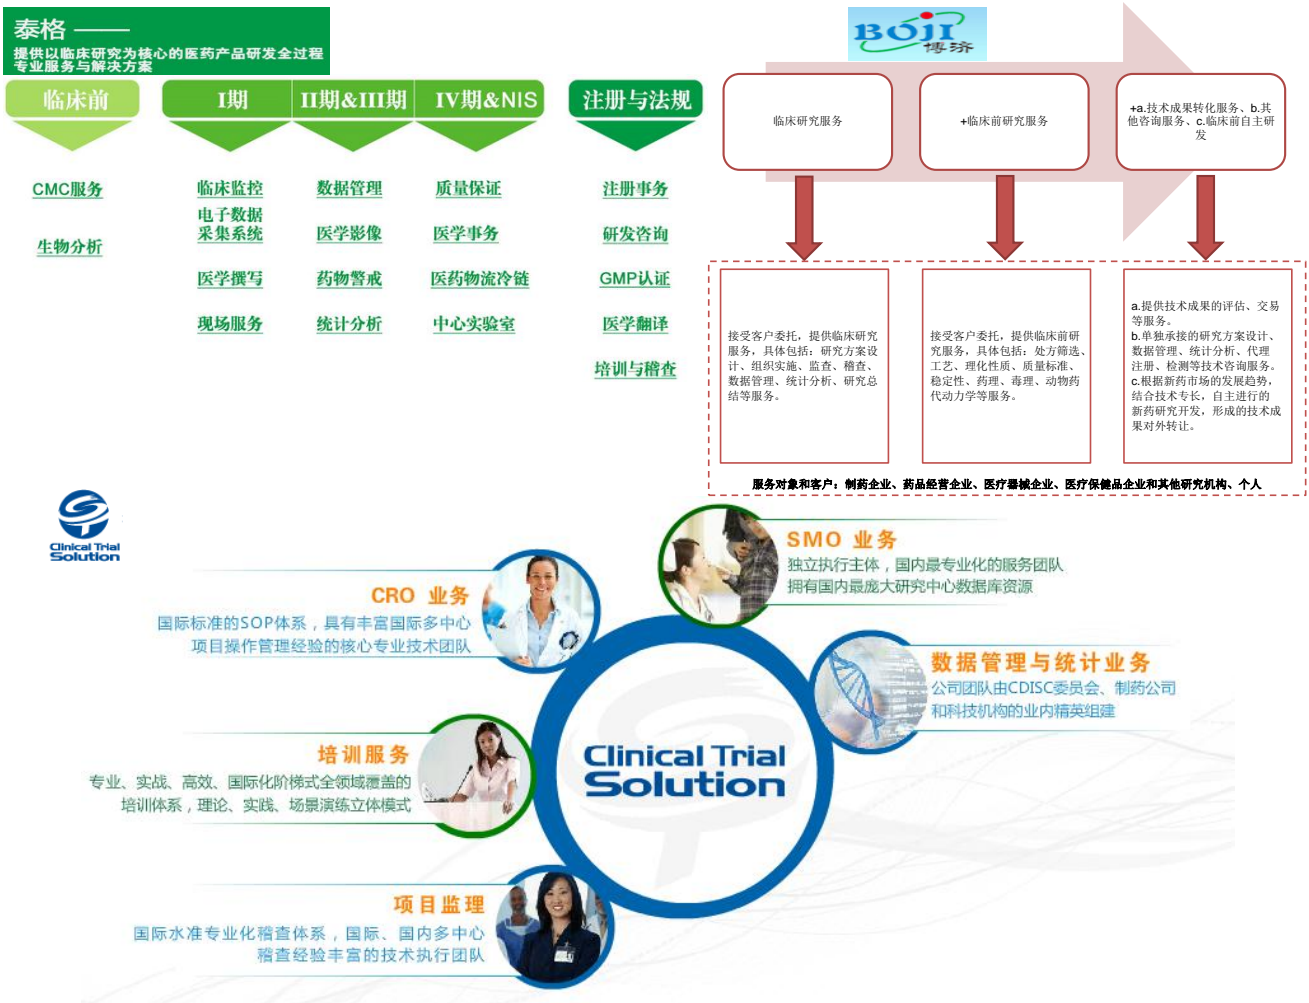 泰格 ——
提供以临床研究为核心的医药产品研发全过程
专业服务与解决方案
临床前
I期
II期&III期
IV期&NIS
注册与法规
CMC服务
生物分析
临床监控
电子数据
采集系统
医学撰写
现场服务
数据管理
医学影像
药物警戒
统计分析
质量保证
医学事务
医药物流冷链
中心实验室
注册事务
研发咨询
GMP认证
医学翻译
培训与稽查
BOJI
博济
临床研究服务
+临床前研究服务
+a.技术成果转化服务、b.其
他咨询服务、c.临床前自主研
发
接受客户委托，提供临床研究
服务，具体包括：研究方案设
计、组织实施、监查、稽查、
数据管理、统计分析、研究总
结等服务。
接受客户委托，提供临床前研
究服务，具体包括：处方筛选、
工艺、理化性质、质量标准、
稳定性、药理、毒理、动物药
代动力学等服务。
a.提供技术成果的评估、交易
等服务。
b.单独承接的研究方案设计、
数据管理、统计分析、代理
注册、检测等技术咨询服务。
c.根据新药市场的发展趋势，
结合技术专长，自主进行的
新药研究开发，形成的技术成
果对外转让。
服务对象和客户：制药企业、药品经营企业、医疗器械企业、医疗保健品企业和其他研究机构、个人
Clinical Trial
Solution
SMO 业务
独立执行主体，国内最专业化的服务团队
拥有国内最庞大研究中心数据库资源
CRO 业务
国际标准的SOP体系，具有丰富国际多中心
项目操作管理经验的核心专业技术团队
数据管理与统计业务
公司团队由CDISC委员会、制药公司
和科技机构的业内精英组建
培训服务
专业、实战、高效、国际化阶梯式全领域覆盖的
培训体系，理论、实践、场景演练立体模式
Clinical Trial
Solution
项目监理
国际水准专业化稽查体系，国际、国内多中心
稽查经验丰富的技术执行团队